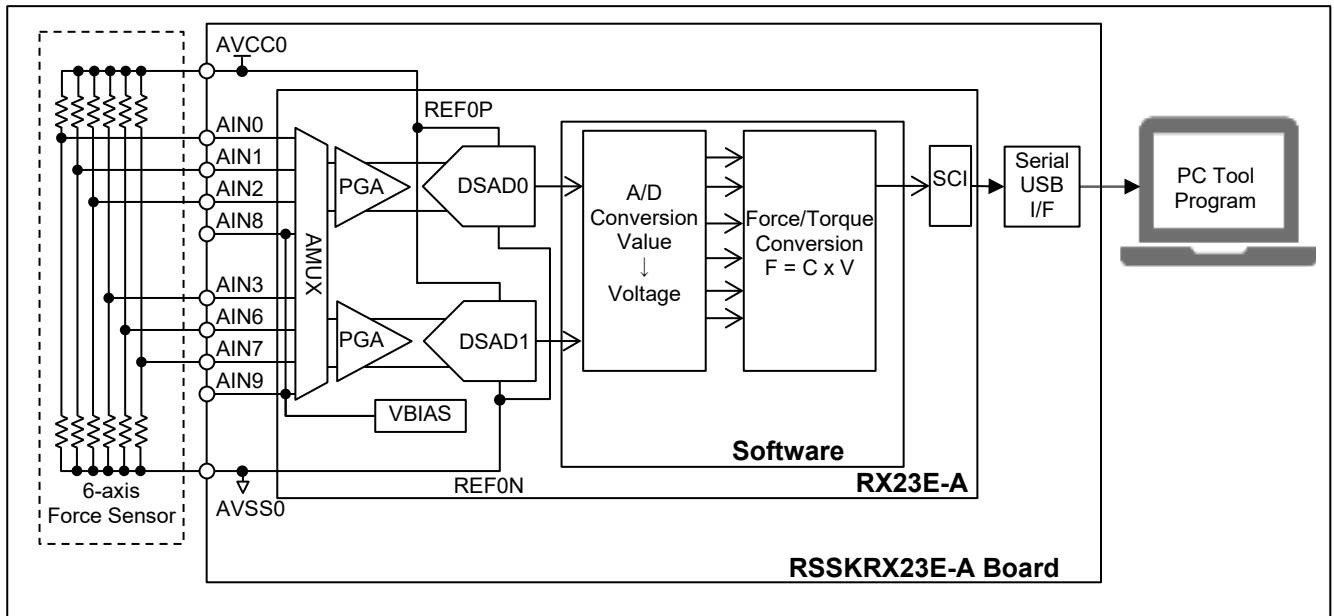 AVCC0
REF0P
AIN0
AIN1
AIN2
AIN8
AIN3
AIN6
AIN7
AIN9
AMUX
PGA
DSAD0
PGA
DSAD1
VBIAS
A/D
Conversion
Value
↓
Voltage
Force/Torque
Conversion
F = C x V
SCI
Serial
USB
I/F
PC Tool
Program
Software
RX23E-A
REF0N
AVSS0
6-axis
Force Sensor
RSSKRX23E-A Board